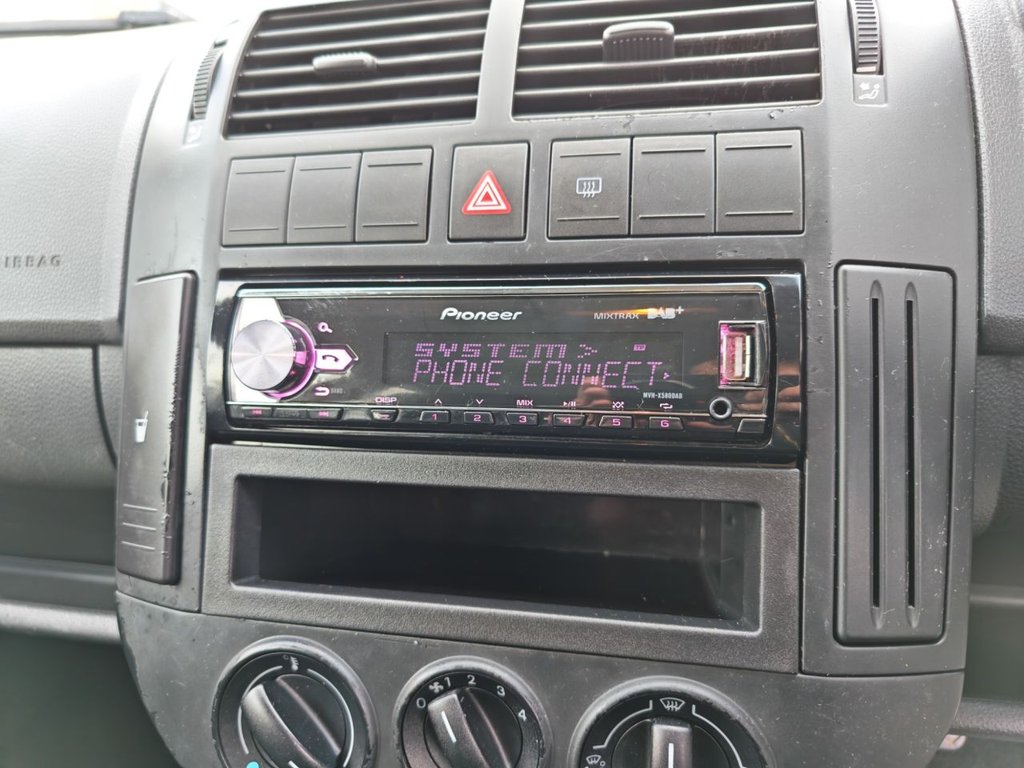 IRBAG
Pioneer
MIXTRAX DAB+
SYSTEM >
PHONE CONNECT
MVH-X580DAB
DISP
MIX
1 2 3 4 5 6
0 1 2 3 4